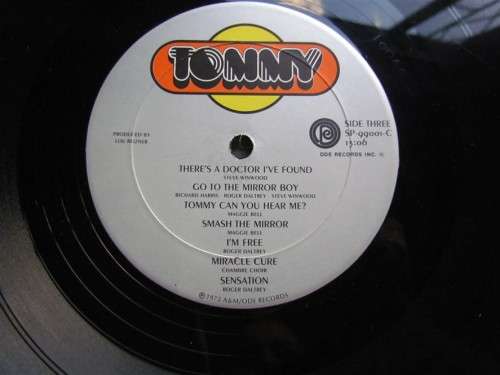 TOMMY
PRODUCED BY
LOU REIZNER
SIDE THREE
SP-99001-C
15:06
ODE RECORDS INC.
THERE'S A DOCTOR I'VE FOUND
STEVE WINWOOD
GO TO THE MIRROR BOY
RICHARD HARRIS ROGER DALTREY STEVE WINWOOD
TOMMY CAN YOU HEAR ME?
MAGGIE BELL
SMASH THE MIRROR
MAGGIE BELL
I'M FREE
ROGER DALTREY
MIRACLE CURE
CHAMBRE CHOIR
SENSATION
ROGER DALTREY
℗1972 A&M/ODE RECORDS